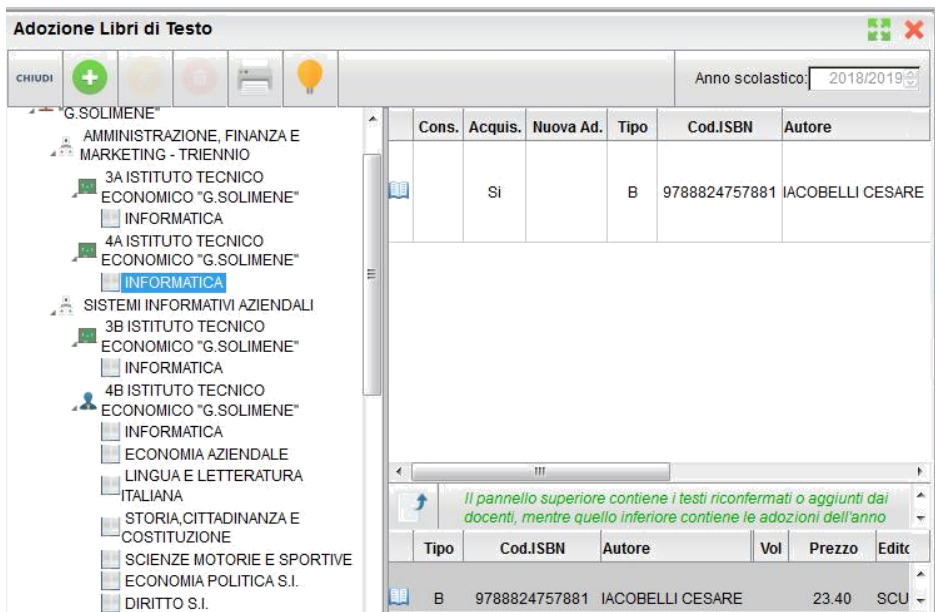 Adozione Libri di Testo
CHIUDI
Anno scolastico: 2018/2019
"G.SOLIMENE"
AMMINISTRAZIONE, FINANZA E
MARKETING - TRIENNIO
3A ISTITUTO TECNICO
ECONOMICO "G.SOLIMENE"
INFORMATICA
4A ISTITUTO TECNICO
ECONOMICO "G.SOLIMENE"
INFORMATICA
SISTEMI INFORMATIVI AZIENDALI
3B ISTITUTO TECNICO
ECONOMICO "G.SOLIMENE"
INFORMATICA
4B ISTITUTO TECNICO
ECONOMICO "G.SOLIMENE"
INFORMATICA
ECONOMIA AZIENDALE
LINGUA E LETTERATURA
ITALIANA
STORIA,CITTADINANZA E
COSTITUZIONE
SCIENZE MOTORIE E SPORTIVE
ECONOMIA POLITICA S.I.
DIRITTO S.I.
Cons. Acquis. Nuova Ad. Tipo Cod.ISBN Autore
Si B 9788824757881 IACOBELLI CESARE
Il pannello superiore contiene i testi riconfermati o aggiunti dai
docenti, mentre quello inferiore contiene le adozioni dell'anno
Tipo Cod.ISBN Autore Vol Prezzo Edito
B 9788824757881 IACOBELLI CESARE 23.40 SCU